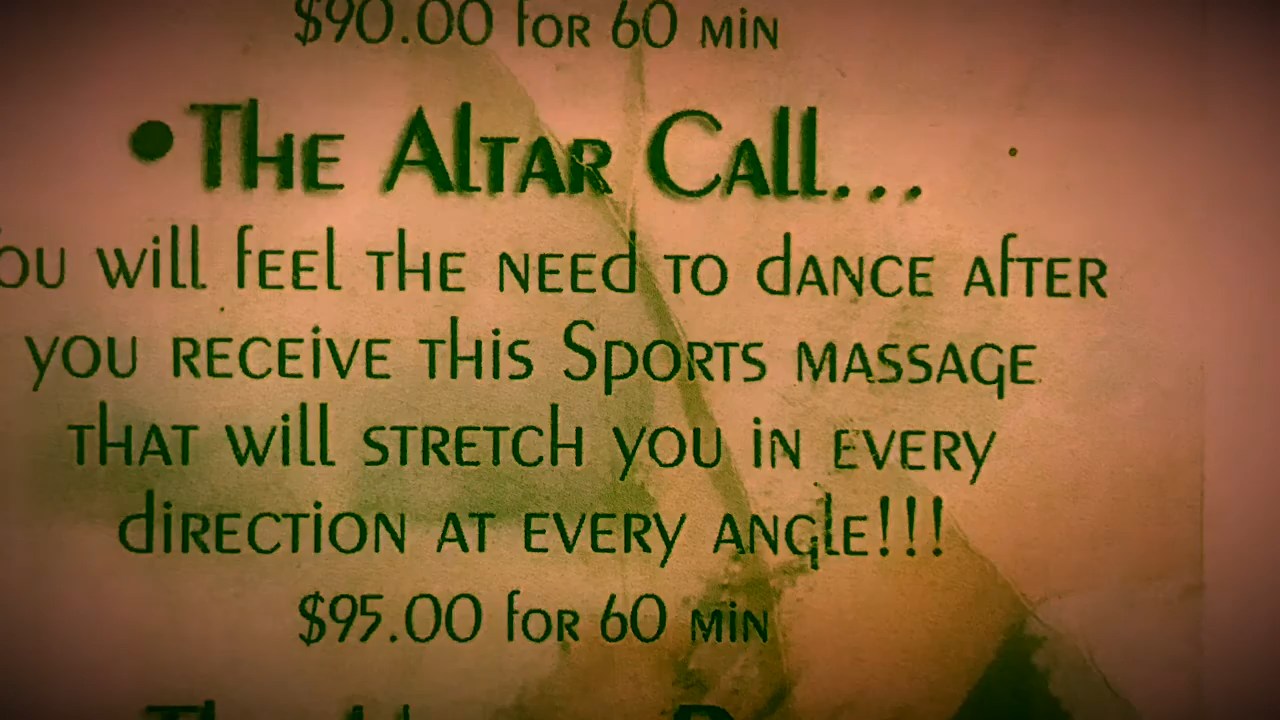 $90.00 for 60 min
•The Altar Call...
will feel the need to dance after
you receive this Sports massage
that will stretch you in every
direction at every angle!!!
$95.00 for 60 min